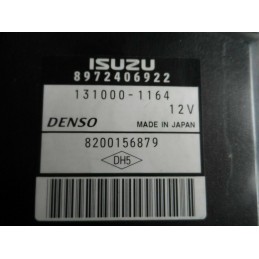 ISUZU
8972406922
131000-1164
12V
DENSO MADE IN JAPAN
8200156879
DH5